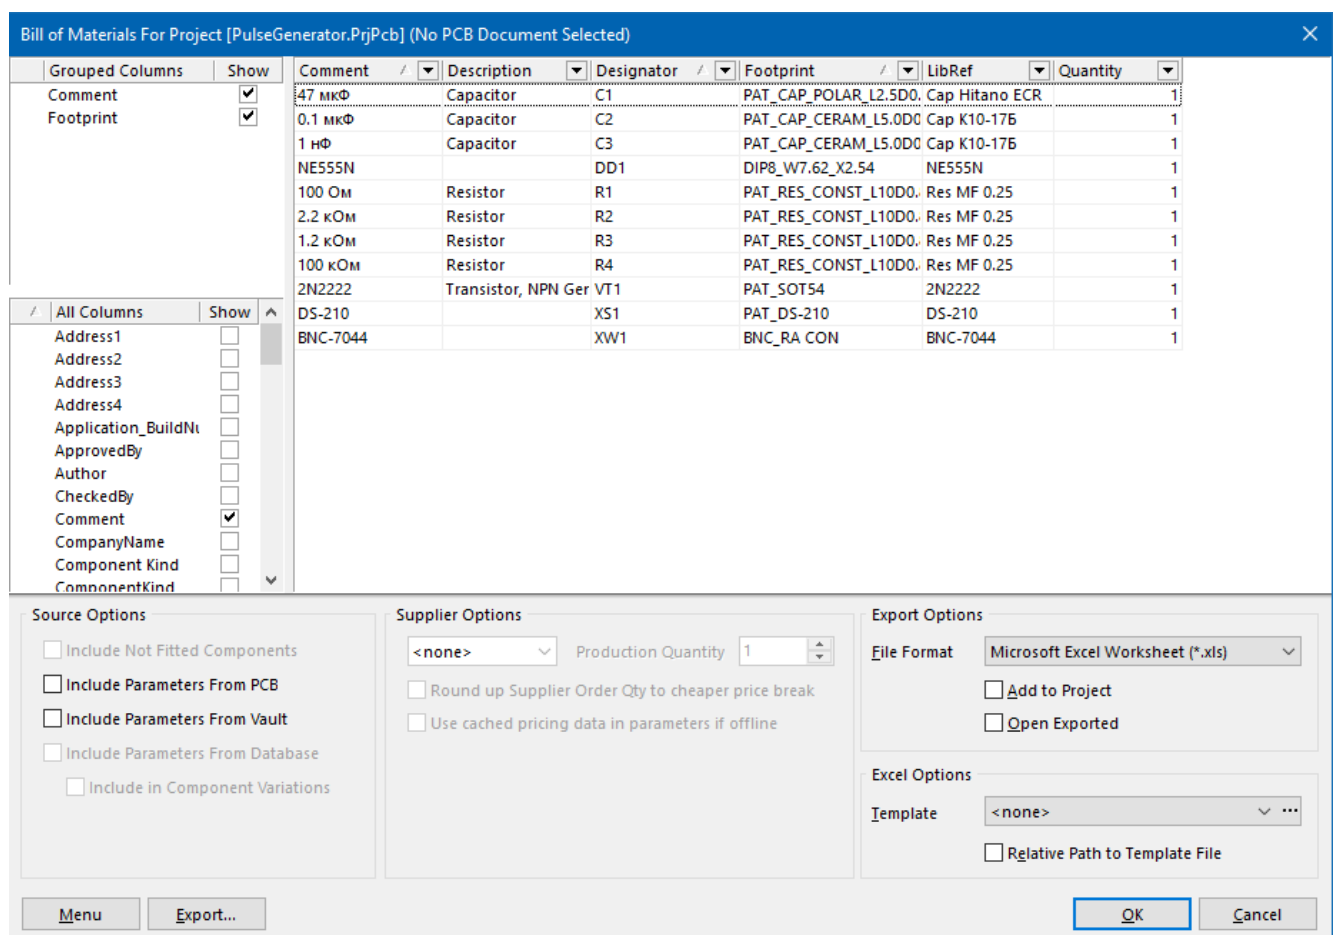 Bill of Materials For Project [PulseGenerator.PrjPcb] (No PCB Document Selected)
Grouped Columns Show
Comment
Footprint
All Columns Show
Address1
Address2
Address3
Address4
Application_BuildNu
ApprovedBy
Author
CheckedBy
Comment
CompanyName
Component Kind
ComponentKind
Comment Description Designator Footprint LibRef Quantity
47 мкФ Capacitor C1 PAT_CAP_POLAR_L2.5D0. Cap Hitano ECR 1
0.1 мкФ Capacitor C2 PAT_CAP_CERAM_L5.0D0 Cap К10-17Б 1
1 нФ Capacitor C3 PAT_CAP_CERAM_L5.0D0 Cap К10-17Б 1
NE555N DD1 DIP8_W7.62_X2.54 NE555N 1
100 Ом Resistor R1 PAT_RES_CONST_L10D0. Res MF 0.25 1
2.2 кОм Resistor R2 PAT_RES_CONST_L10D0. Res MF 0.25 1
1.2 кОм Resistor R3 PAT_RES_CONST_L10D0. Res MF 0.25 1
100 кОм Resistor R4 PAT_RES_CONST_L10D0. Res MF 0.25 1
2N2222 Transistor, NPN Ger VT1 PAT_SOT54 2N2222 1
DS-210 XS1 PAT_DS-210 DS-210 1
BNC-7044 XW1 BNC_RA CON BNC-7044 1
Source Options
Include Not Fitted Components
Include Parameters From PCB
Include Parameters From Vault
Include Parameters From Database
Include in Component Variations
Supplier Options
<none> Production Quantity 1
Round up Supplier Order Qty to cheaper price break
Use cached pricing data in parameters if offline
Export Options
File Format Microsoft Excel Worksheet (*.xls)
Add to Project
Open Exported
Excel Options
Template <none> ...
Relative Path to Template File
Menu Export... OK Cancel